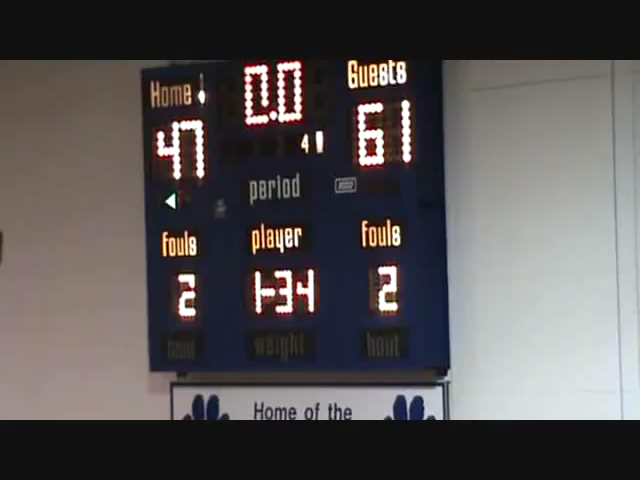 Home 0.0 Guests
47 4 61
period
fouls player fouls
2 1-34 2
bout weight bout
Home of the